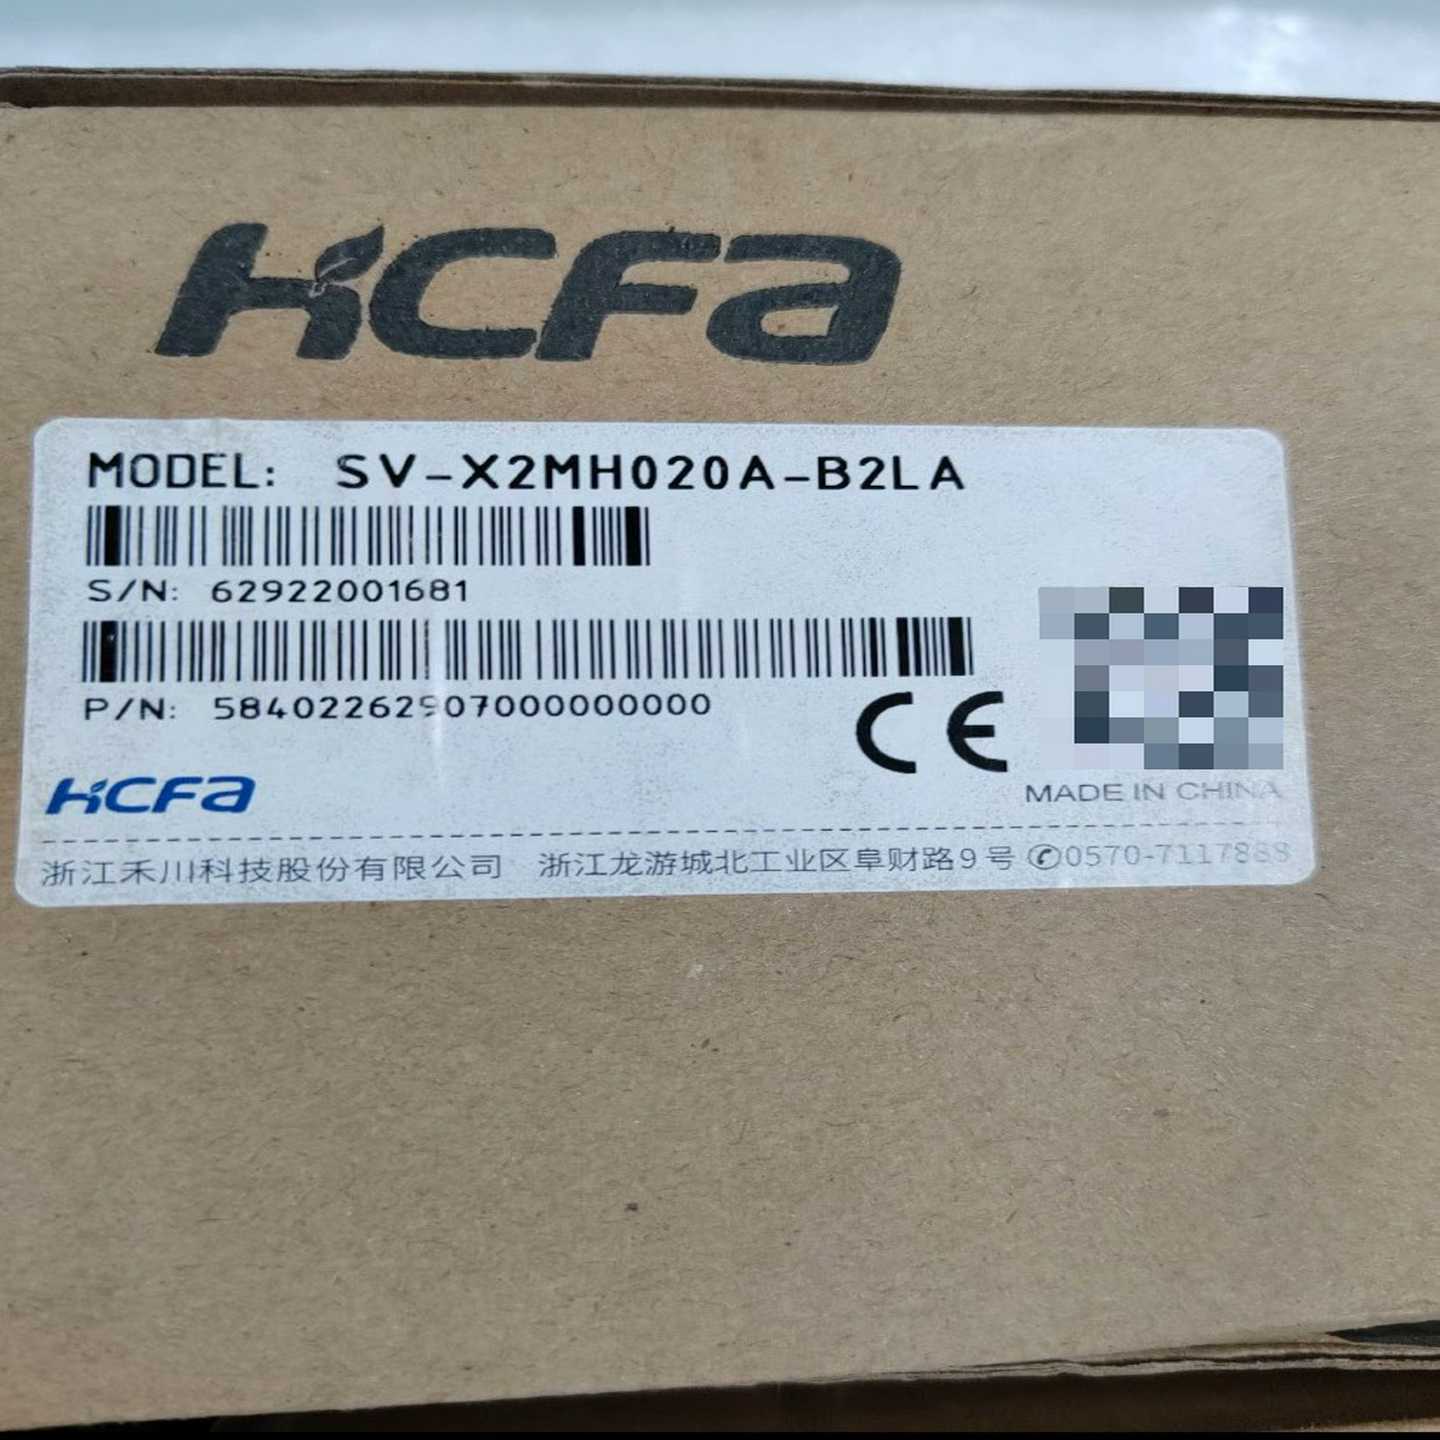 HCFa
MODEL: SV-X2MH020A-B2LA
S/N: 62922001681
P/N: 58402262907000000000
CE
HCFa
MADE IN CHINA
浙江禾川科技股份有限公司 浙江龙游城北工业区阜财路9号 ✆0570-7117888